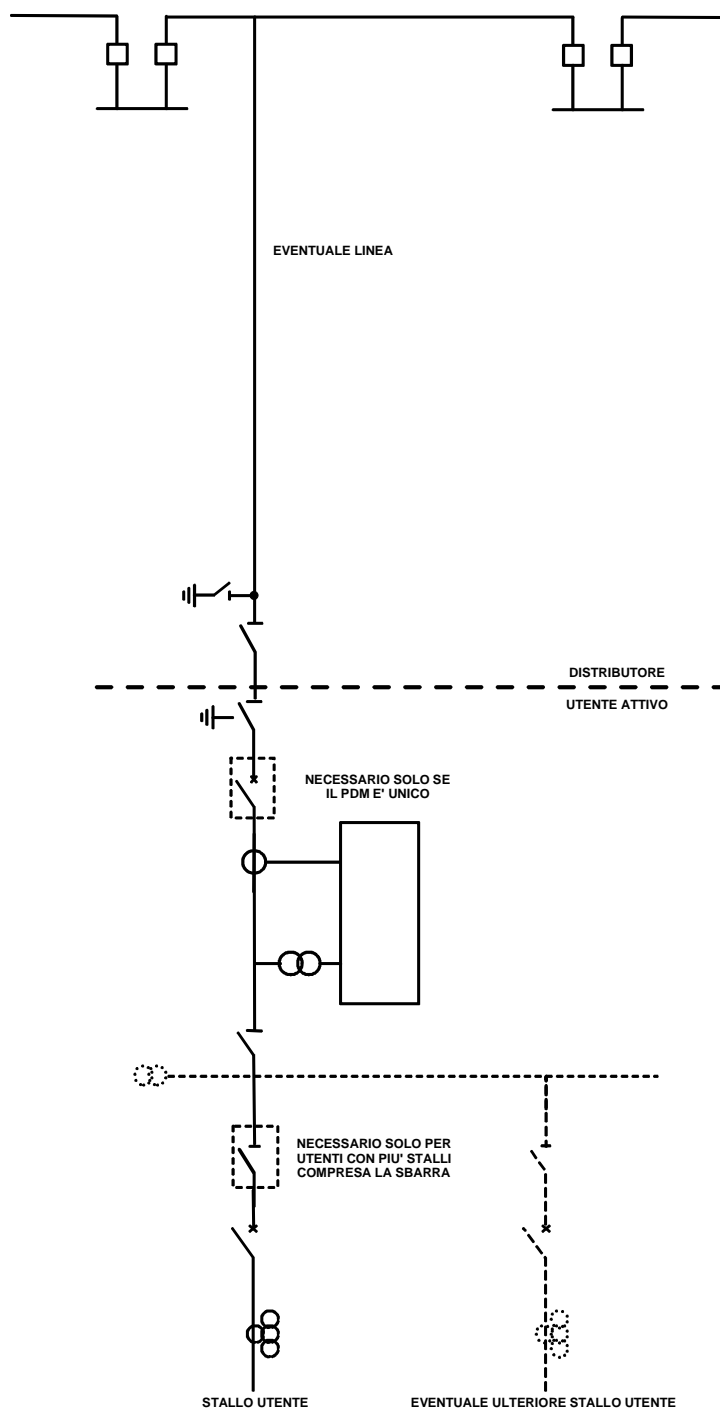 EVENTUALE LINEA
DISTRIBUTORE
UTENTE ATTIVO
NECESSARIO SOLO SE
IL PDM E' UNICO
NECESSARIO SOLO PER
UTENTI CON PIU' STALLI
COMPRESA LA SBARRA
STALLO UTENTE
EVENTUALE ULTERIORE STALLO UTENTE